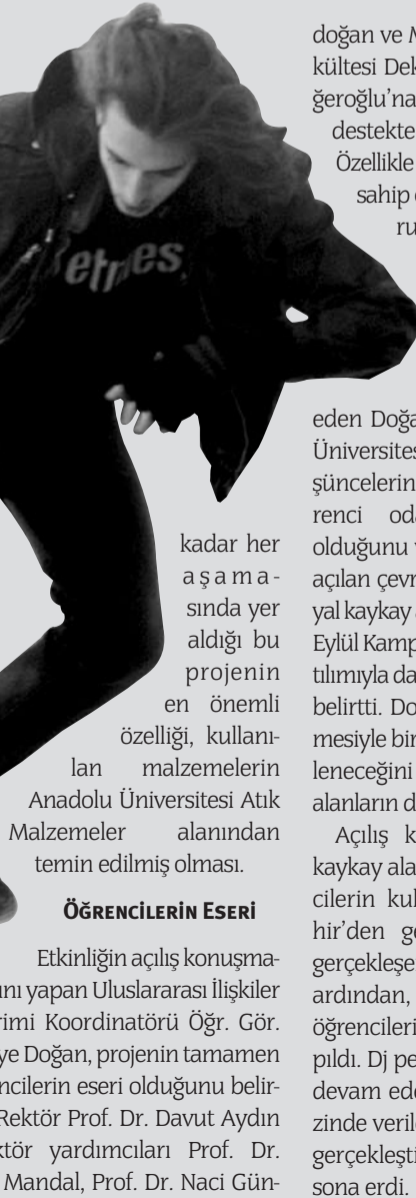 etnies
kadar her
aşama-
sında yer
aldığı bu
projenin
en önemli
özelliği, kullanı-
lan malzemelerin
Anadolu Üniversitesi Atık
Malzemeler alanından
temin edilmiş olması.
ÖĞRENCİLERİN ESERİ
Etkinliğin açılış konuşma-
nı yapan Uluslararası İlişkiler
rimi Koordinatörü Öğr. Gör.
ye Doğan, projenin tamamen
ncilerin eseri olduğunu belir-
Rektör Prof. Dr. Davut Aydın
ktör yardımcıları Prof. Dr.
Mandal, Prof. Dr. Naci Gün-
doğan ve M
kültesi Dek
ğeroğlu'na
destekte
Özellikle
sahip
ru
eden Doğa
Üniversites
şüncelerin
renci oda
olduğunu
açılan çevr
yal kaykay
Eylül Kamp
tılımıyla da
belirtti. Do
mesiyle bir
leneceğini
alanların d
Açılış k
kaykay ala
cilerin kul
hir'den ge
gerçekleşe
ardından,
öğrencileri
pıldı. Dj pe
devam ede
zinde verile
gerçekleşti
sona erdi.